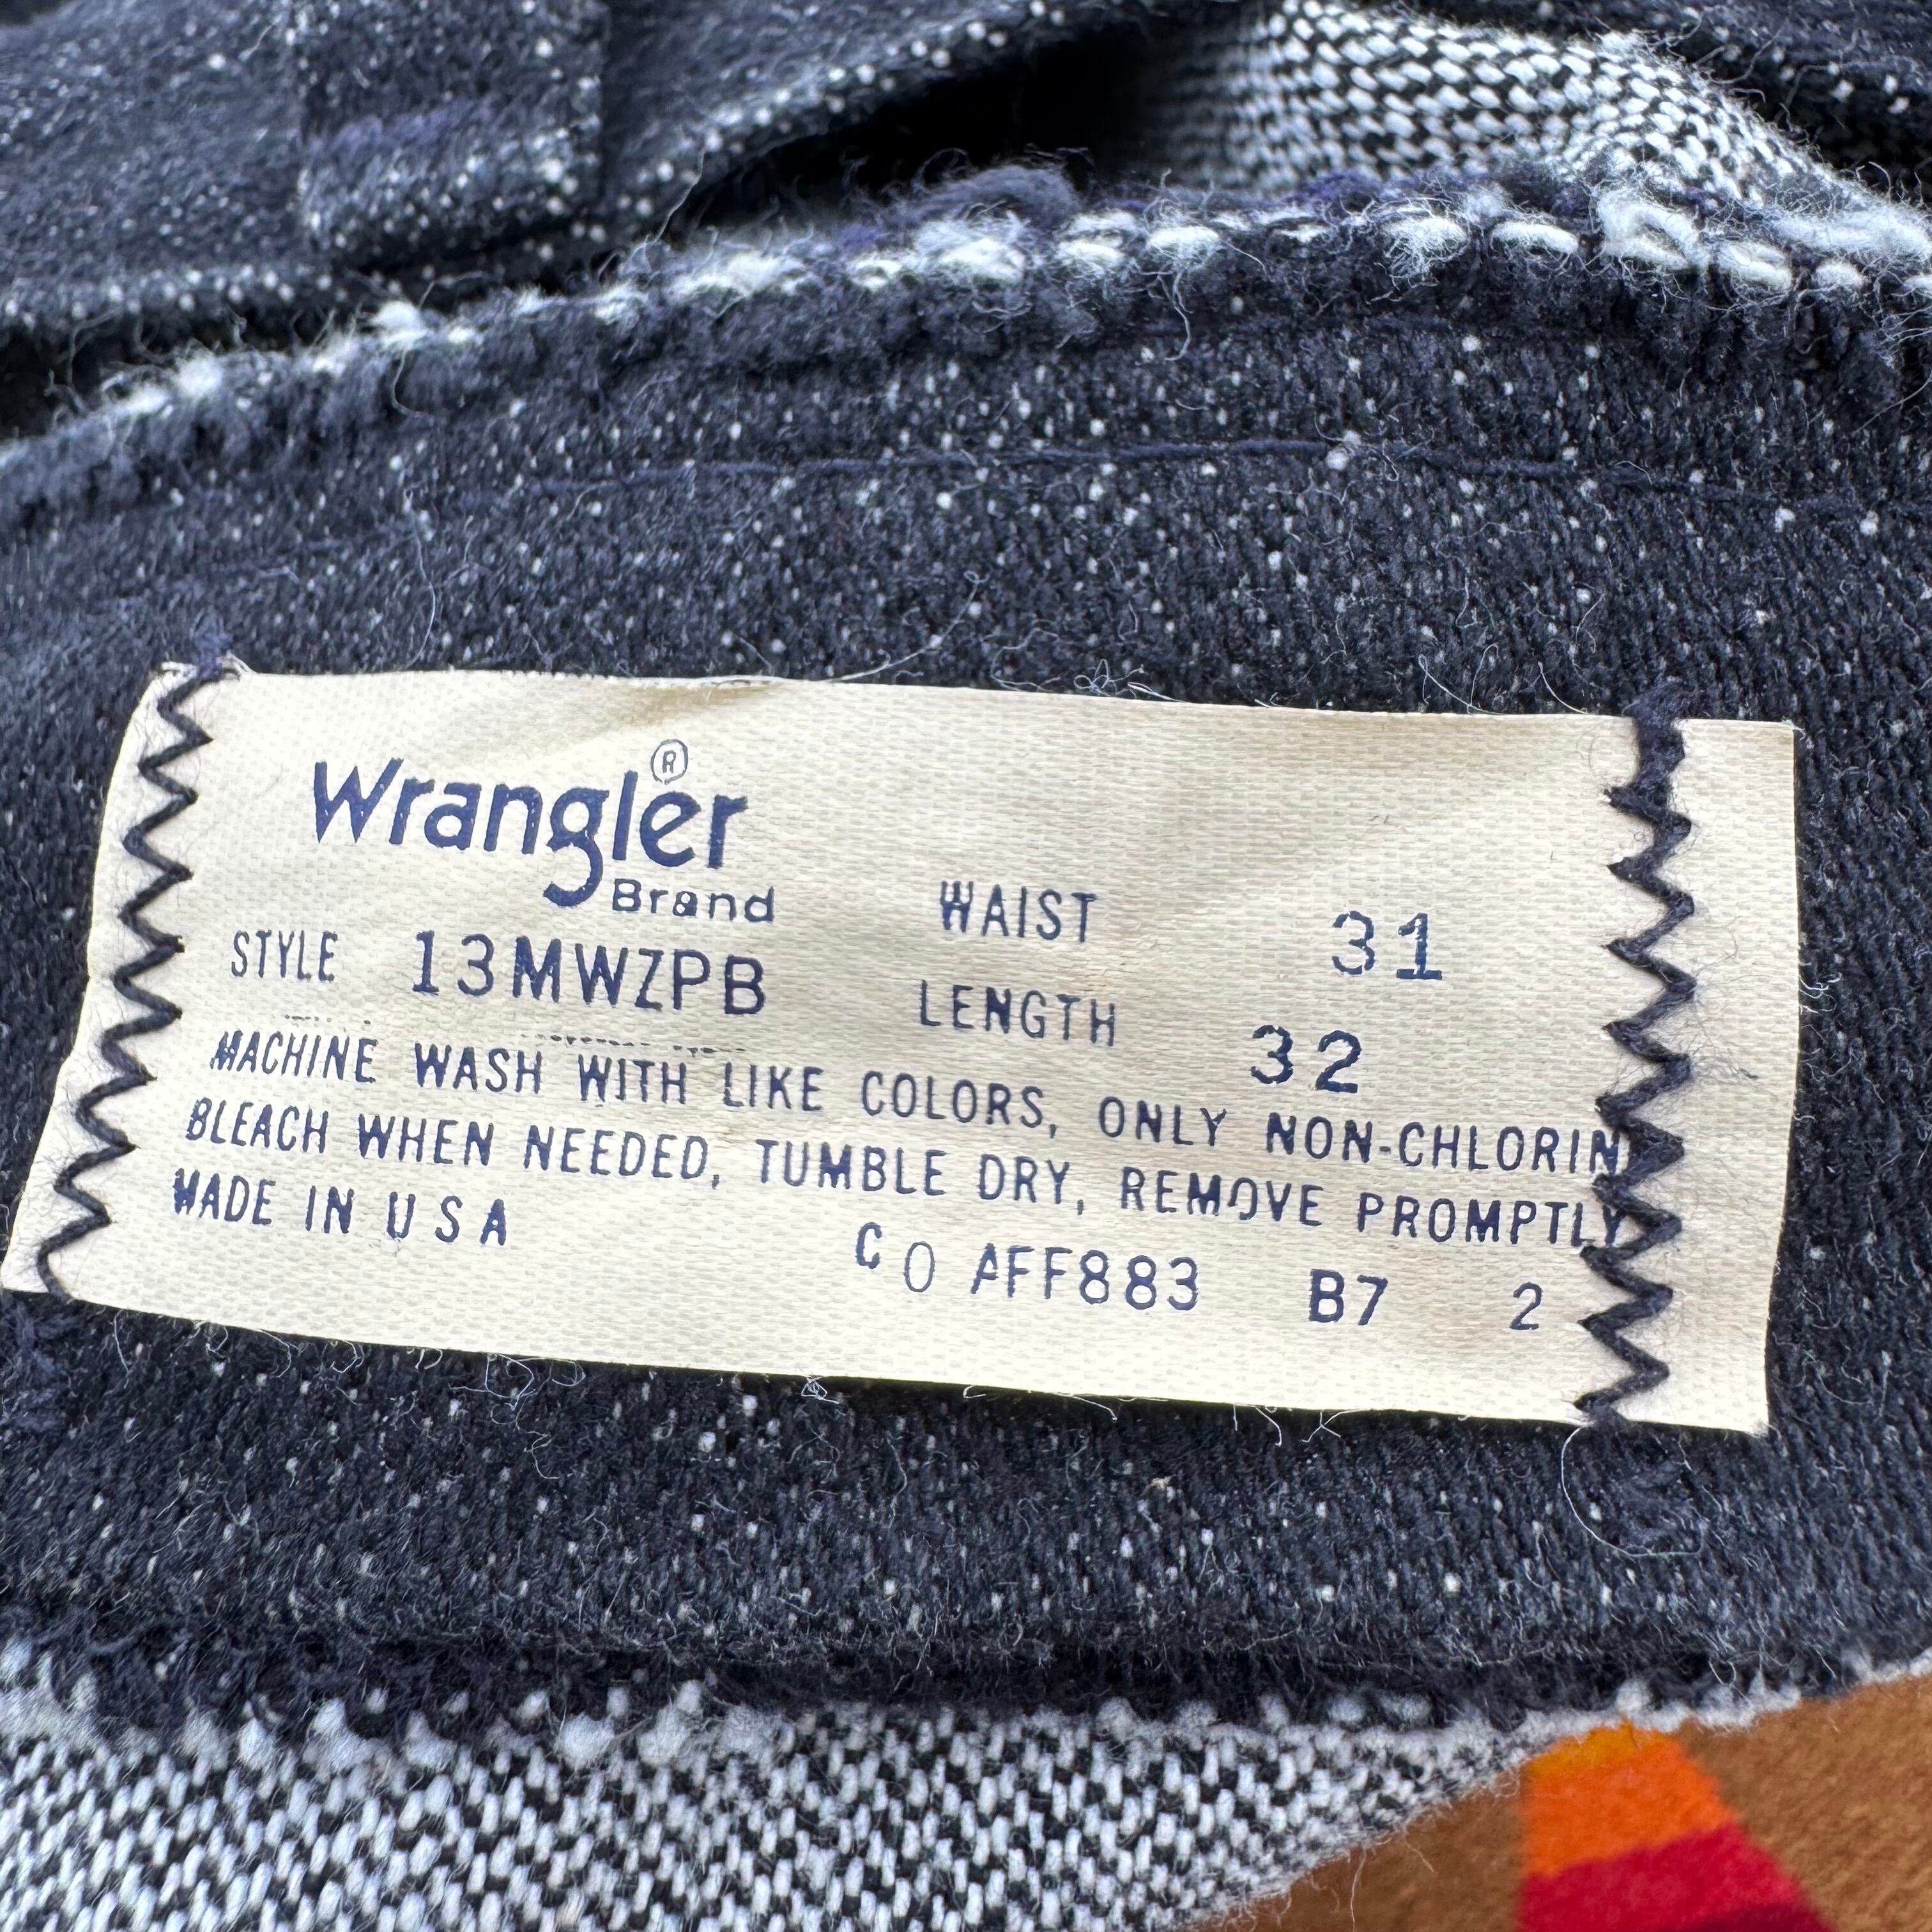 Wrangler®
Brand
STYLE 13MWZPB WAIST 31
LENGTH 32
MACHINE WASH WITH LIKE COLORS, ONLY NON-CHLORIN
BLEACH WHEN NEEDED, TUMBLE DRY, REMOVE PROMPTLY
MADE IN U S A
C 0 AFF883 B7 2